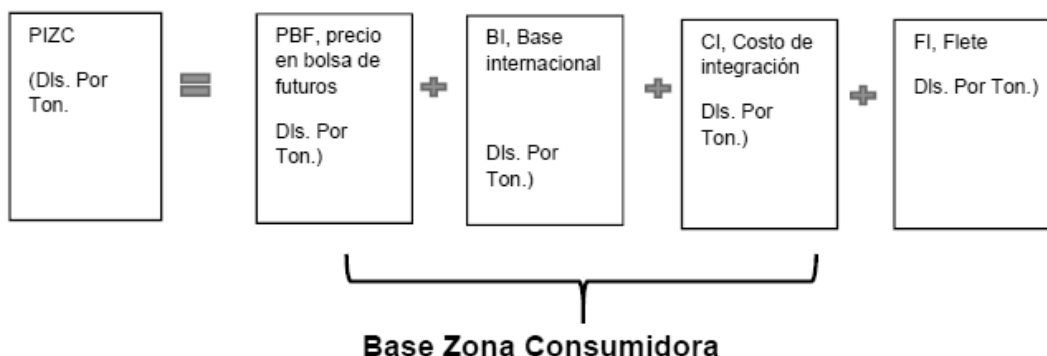 PIZC
(Dls. Por
Ton.
PBF, precio
en bolsa de
futuros
Dls. Por
Ton.)
BI, Base
internacional
Dls. Por
Ton.)
CI, Costo de
integración
Dls. Por
Ton.)
FI, Flete
Dls. Por Ton.)
Base Zona Consumidora